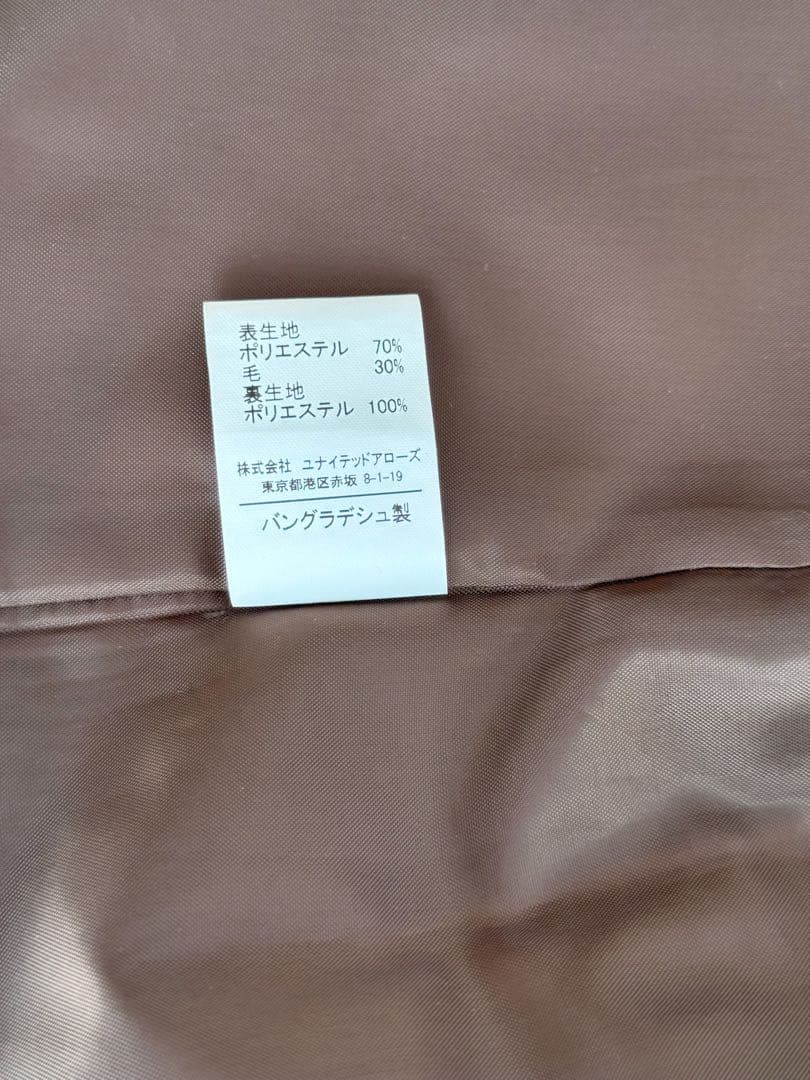 表生地
ポリエステル 70%
毛 30%
裏生地
ポリエステル 100%
株式会社 ユナイテッドアローズ
東京都港区赤坂 8-1-19
バングラデシュ製